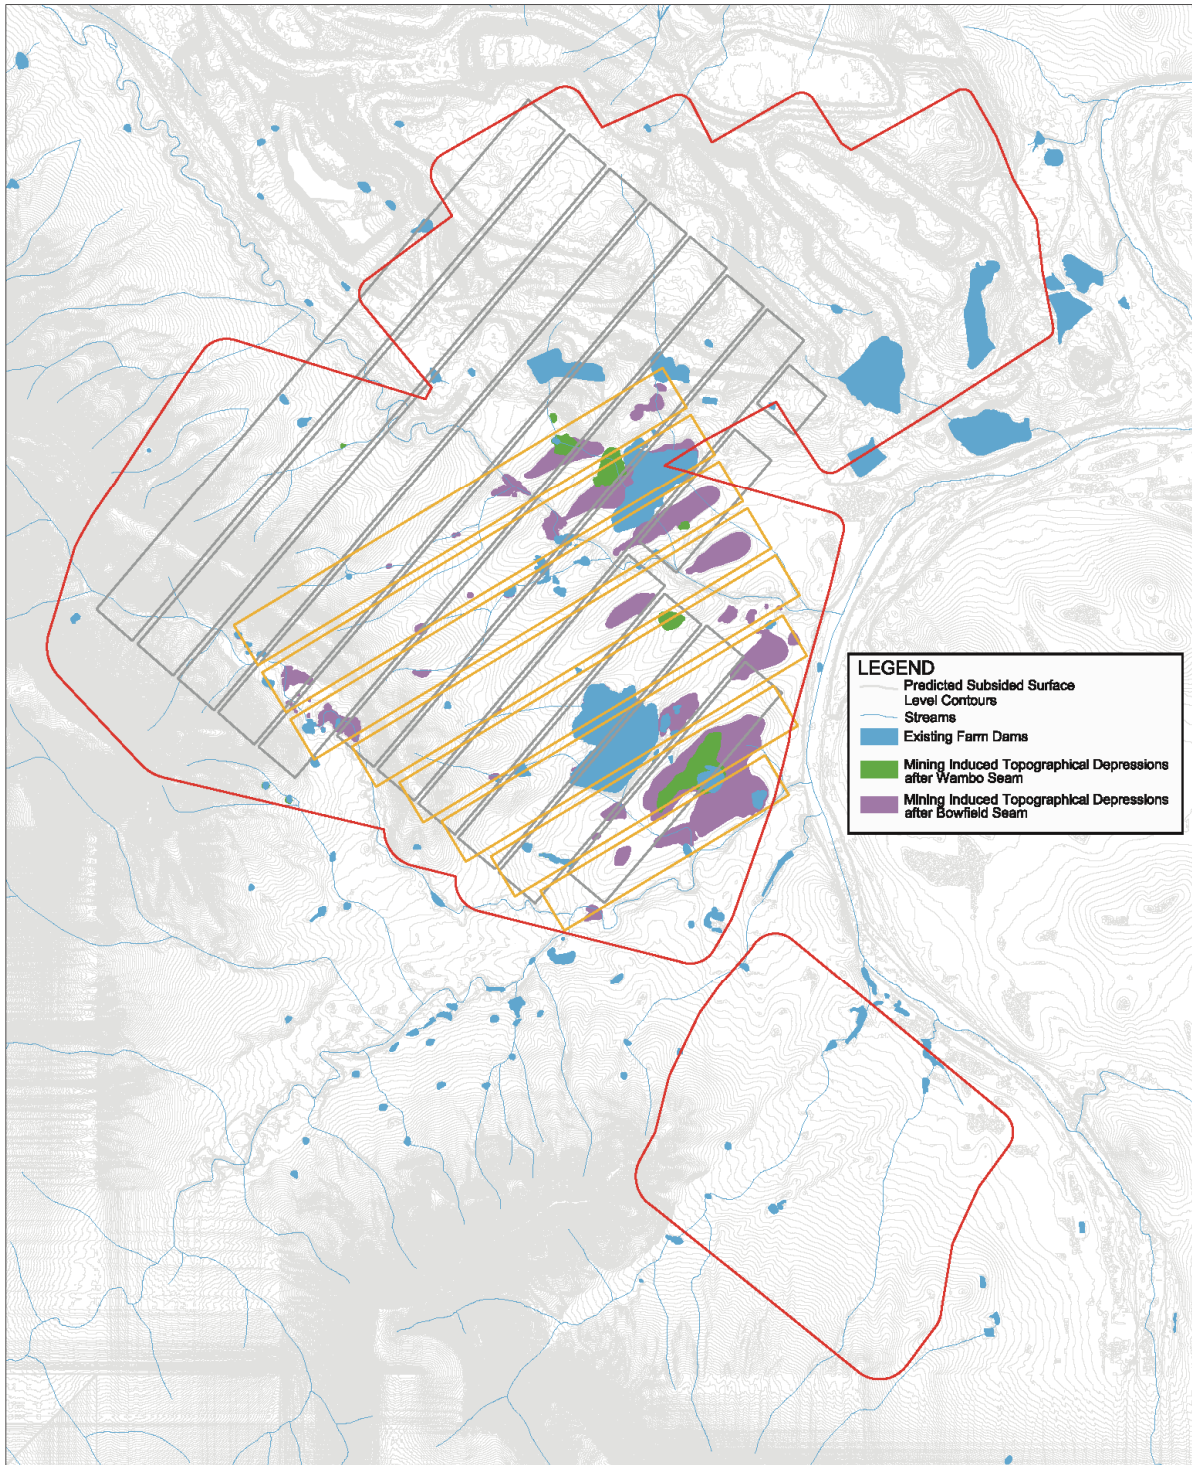 LEGEND
Predicted Subsided Surface
Level Contours
Streams
Existing Farm Dams
Mining Induced Topographical Depressions
after Wambo Seam
Mining Induced Topographical Depressions
after Bowfield Seam